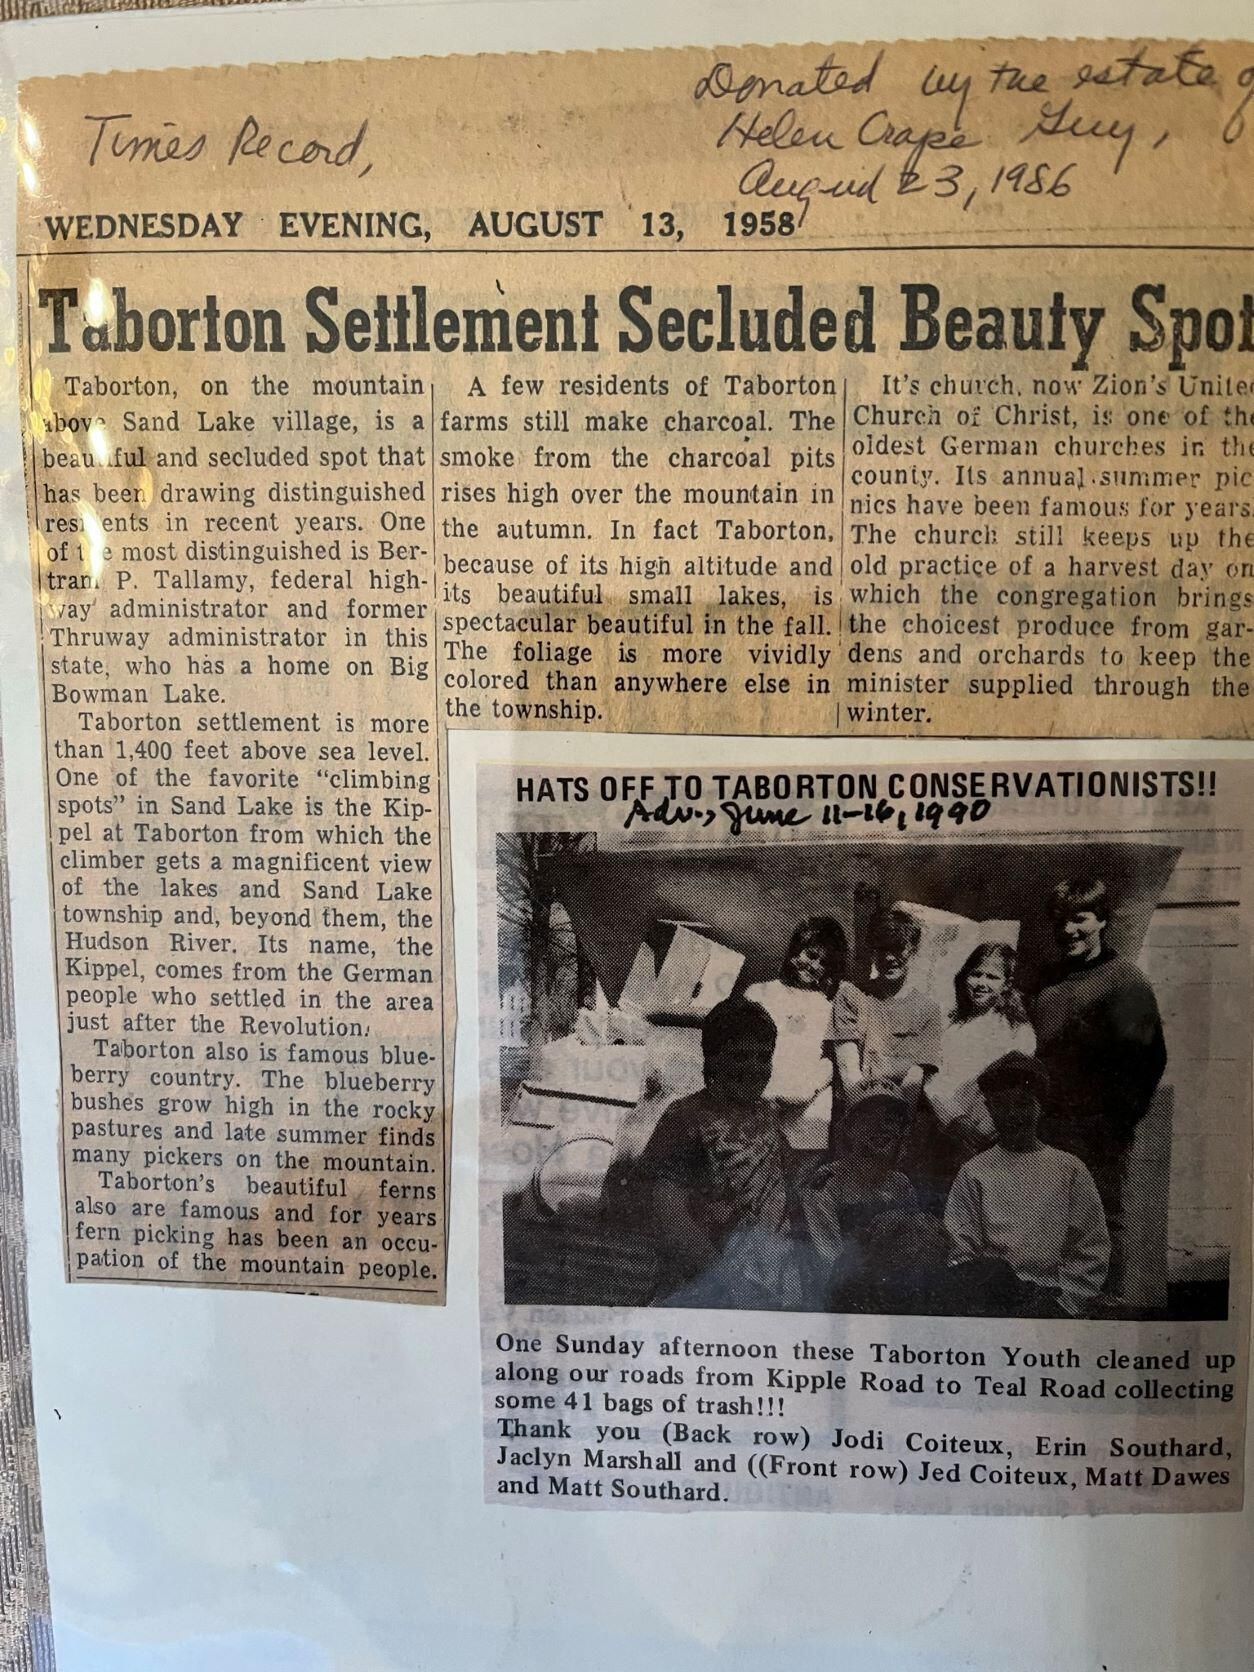 Donated by the estate
Times Record,
Helen Crape Guy,
August 23, 1986
WEDNESDAY EVENING, AUGUST 13, 1958
Taborton Settlement Secluded Beauty Spot
Taborton, on the mountain
above Sand Lake village, is a
beautiful and secluded spot that
has been drawing distinguished
residents in recent years. One
of the most distinguished is Ber-
tram P. Tallamy, federal high-
way administrator and former
Thruway administrator in this
state, who has a home on Big
Bowman Lake.
Taborton settlement is more
than 1,400 feet above sea level.
One of the favorite “climbing
spots” in Sand Lake is the Kip-
pel at Taborton from which the
climber gets a magnificent view
of the lakes and Sand Lake
township and, beyond them, the
Hudson River. Its name, the
Kippel, comes from the German
people who settled in the area
just after the Revolution.
Taborton also is famous blue-
berry country. The blueberry
bushes grow high in the rocky
pastures and late summer finds
many pickers on the mountain.
Taborton's beautiful ferns
also are famous and for years
fern picking has been an occu-
pation of the mountain people.
A few residents of Taborton
farms still make charcoal. The
smoke from the charcoal pits
rises high over the mountain in
the autumn. In fact Taborton,
because of its high altitude and
its beautiful small lakes, is
spectacular beautiful in the fall.
The foliage is more vividly
colored than anywhere else in
the township.
It's church, now Zion's United
Church of Christ, is one of the
oldest German churches in the
county. Its annual summer pic
nics have been famous for years.
The church still keeps up the
old practice of a harvest day on
which the congregation brings
the choicest produce from gar-
dens and orchards to keep the
minister supplied through the
winter.
HATS OFF TO TABORTON CONSERVATIONISTS!!
Adv., June 11-16, 1990
One Sunday afternoon these Taborton Youth cleaned up
along our roads from Kipple Road to Teal Road collecting
some 41 bags of trash!!!
Thank you (Back row) Jodi Coiteux, Erin Southard,
Jaclyn Marshall and ((Front row) Jed Coiteux, Matt Dawes
and Matt Southard.